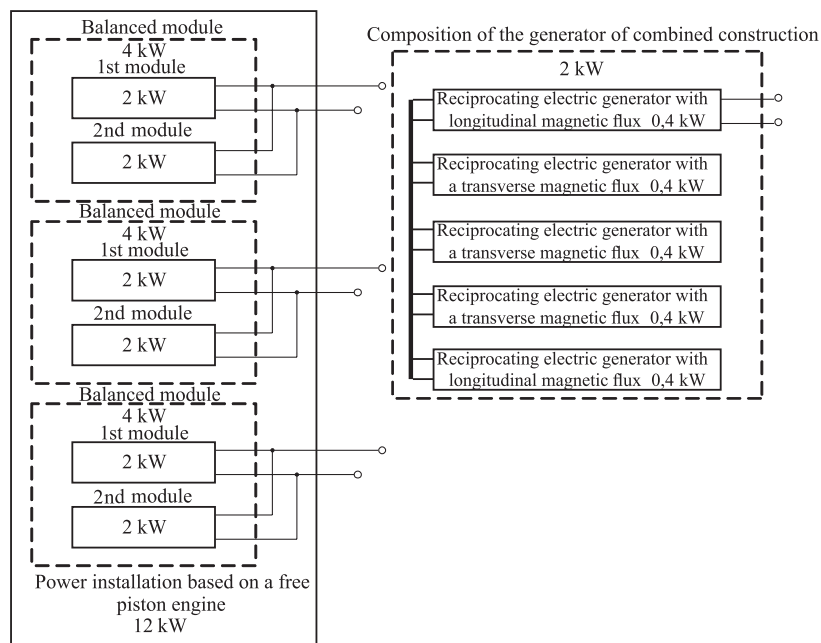 Balanced module
4 kW
1st module
2 kW
2nd module
2 kW
Balanced module
4 kW
1st module
2 kW
2nd module
2 kW
Balanced module
4 kW
1st module
2 kW
2nd module
2 kW
Power installation based on a free
piston engine
12 kW
Composition of the generator of combined construction
2 kW
Reciprocating electric generator with
longitudinal magnetic flux 0,4 kW
Reciprocating electric generator with
a transverse magnetic flux 0,4 kW
Reciprocating electric generator with
a transverse magnetic flux 0,4 kW
Reciprocating electric generator with
a transverse magnetic flux 0,4 kW
Reciprocating electric generator with
longitudinal magnetic flux 0,4 kW